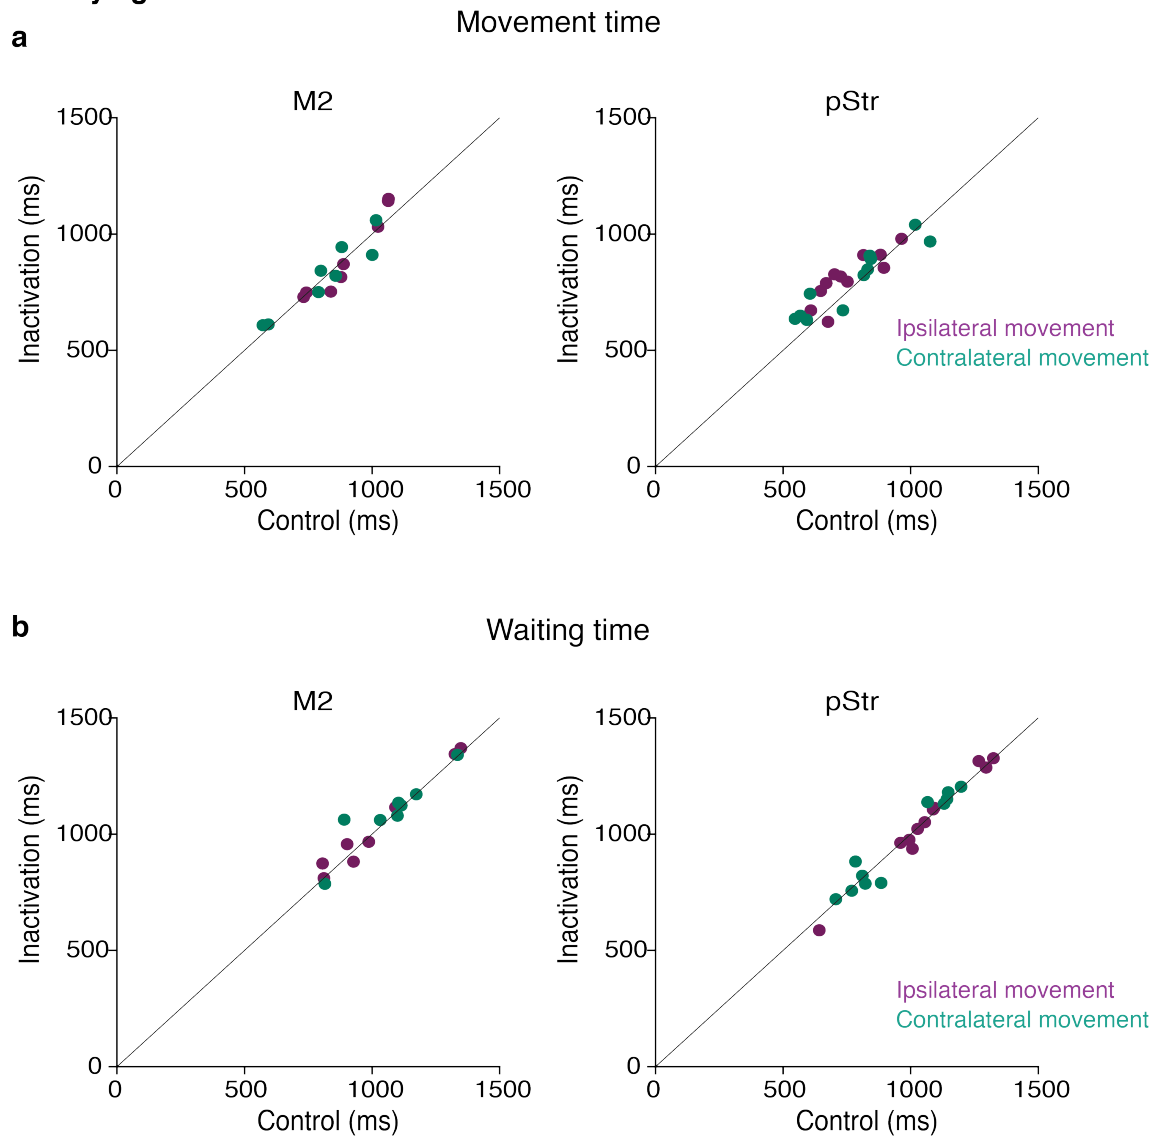 a
Movement time
M2
pStr
1500
1000
500
0
Inactivation (ms)
0 500 1000 1500
Control (ms)
1500
1000
500
0
Inactivation (ms)
0 500 1000 1500
Control (ms)
Ipsilateral movement
Contralateral movement
b
Waiting time
M2
pStr
1500
1000
500
0
Inactivation (ms)
0 500 1000 1500
Control (ms)
1500
1000
500
0
Inactivation (ms)
0 500 1000 1500
Control (ms)
Ipsilateral movement
Contralateral movement